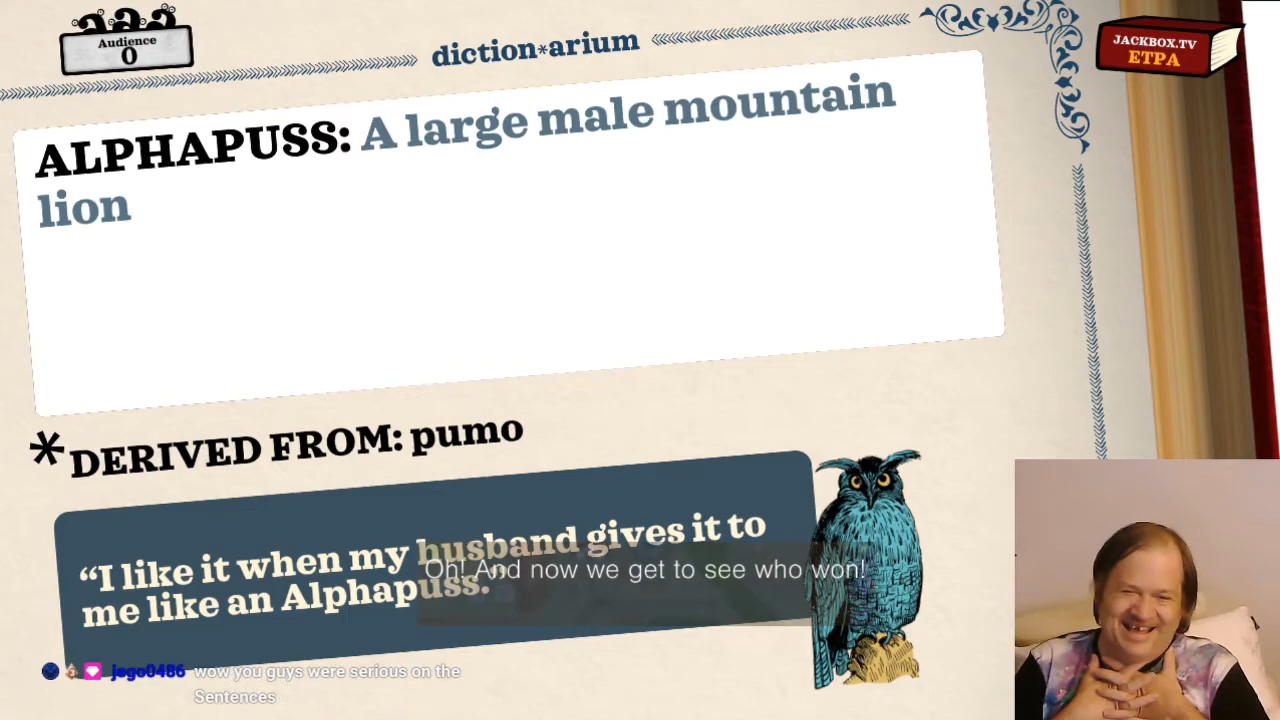 Audience
0
diction*arium
JACKBOX.TV
ETPA
ALPHAPUSS: A large male mountain
lion
*DERIVED FROM: pumo
“I like it when my husband gives it to
me like an Alphapuss.”
Oh! And now we get to see who won!
jago0486 wow you guys were serious on the
Sentences